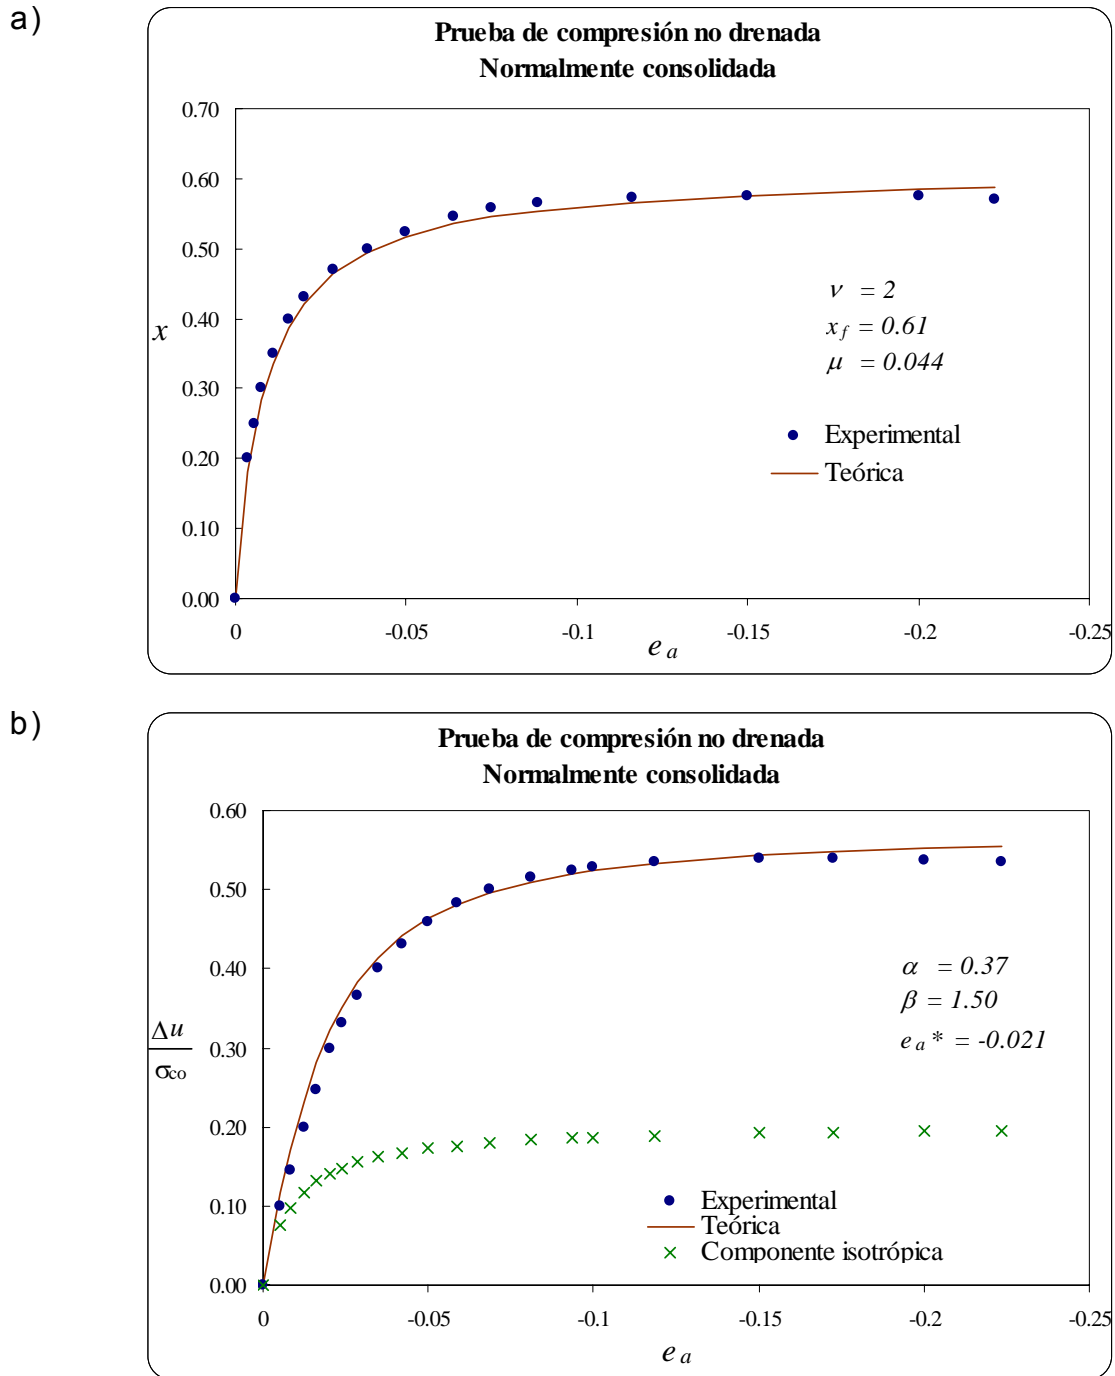 a)
Prueba de compresión no drenada
Normalmente consolidada
0.70
0.60
0.50
0.40
0.30
0.20
0.10
0.00
x
ν = 2
x_f = 0.61
μ = 0.044
Experimental
Teórica
0 -0.05 -0.1 -0.15 -0.2 -0.25
e_a
b)
Prueba de compresión no drenada
Normalmente consolidada
0.60
0.50
0.40
0.30
0.20
0.10
0.00
Δu
σco
α = 0.37
β = 1.50
e_a* = -0.021
Experimental
Teórica
Componente isotrópica
0 -0.05 -0.1 -0.15 -0.2 -0.25
e_a